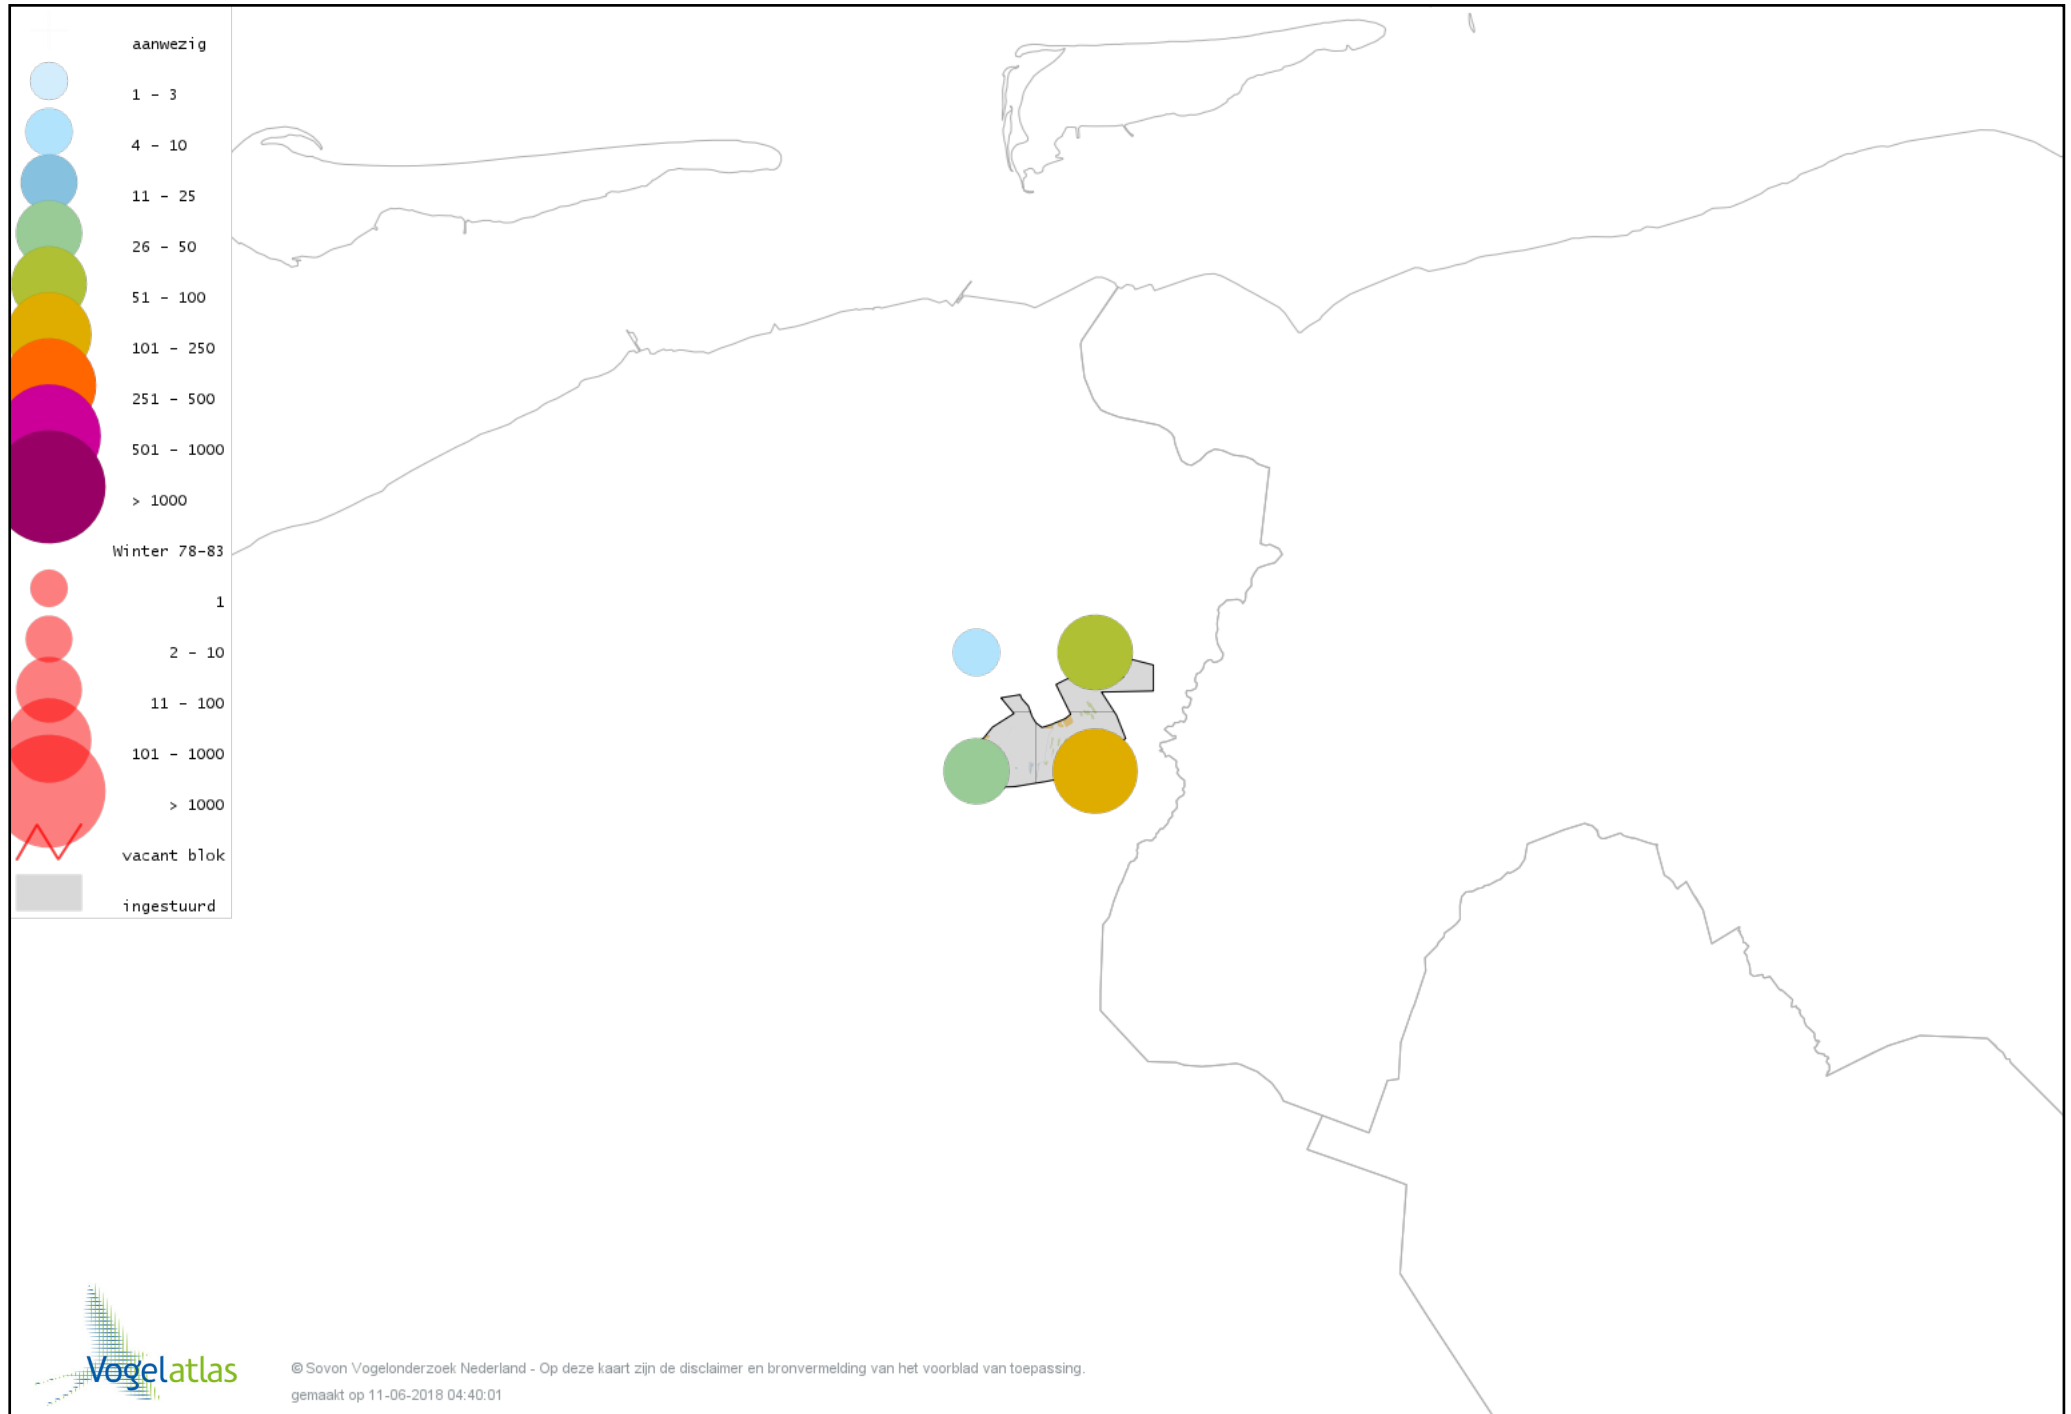 aanwezig
1 - 3
4 - 10
11 - 25
26 - 50
51 - 100
101 - 250
251 - 500
501 - 1000
> 1000
Winter 78-83
1
2 - 10
11 - 100
101 - 1000
> 1000
vacant blok
ingestuurd
Vogelatlas
© Sovon Vogelonderzoek Nederland - Op deze kaart zijn de disclaimer en bronvermelding van het voorblad van toepassing.
gemaakt op 11-06-2018 04:40:01